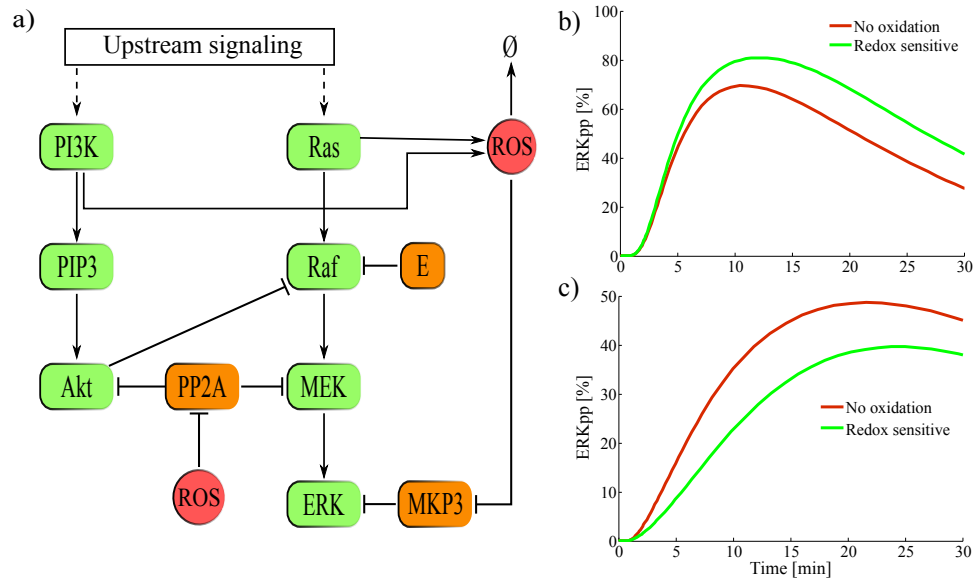 a)
Upstream signaling
Ø
PI3K
Ras
ROS
PIP3
Raf
E
Akt
PP2A
MEK
ROS
ERK
MKP3
b)
100
80
60
40
20
0
ERKpp [%]
No oxidation
Redox sensitive
0 5 10 15 20 25 30
c)
50
40
30
20
10
0
ERKpp [%]
No oxidation
Redox sensitive
0 5 10 15 20 25 30
Time [min]